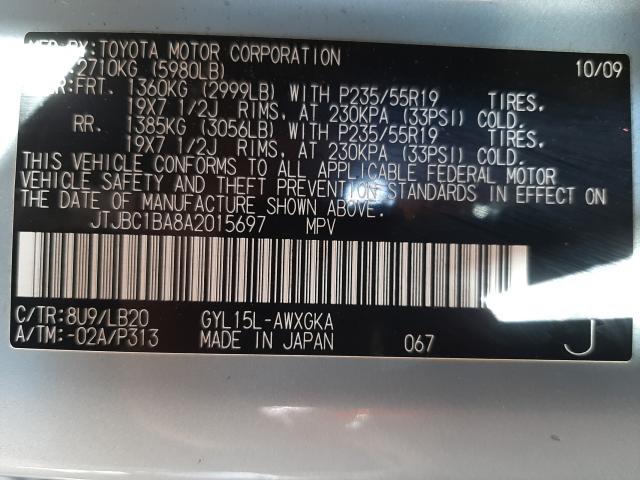 MFD BY: TOYOTA MOTOR CORPORATION 10/09
2710KG (5980LB)
FRT. 1360KG (2999LB) WITH P235/55R19 TIRES,
19X7 1/2J RIMS, AT 230KPA (33PSI) COLD.
RR. 1385KG (3056LB) WITH P235/55R19 TIRES,
19X7 1/2J RIMS, AT 230KPA (33PSI) COLD.
THIS VEHICLE CONFORMS TO ALL APPLICABLE FEDERAL MOTOR
VEHICLE SAFETY AND THEFT PREVENTION STANDARDS IN EFFECT ON
THE DATE OF MANUFACTURE SHOWN ABOVE.
JTJBC1BA8A2015697 MPV
C/TR:8U9/LB20 GYL15L-AWXGKA
A/TM:-02A/P313 MADE IN JAPAN 067 J